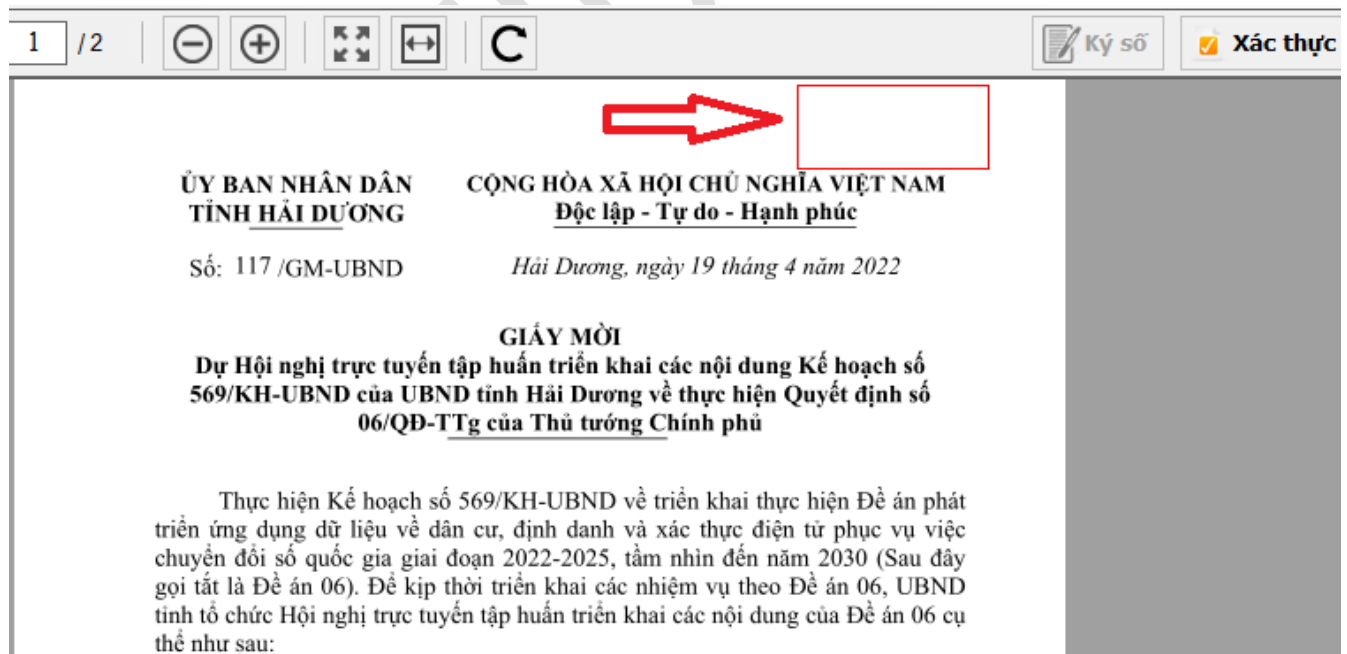 1 /2 Ký số Xác thực
ỦY BAN NHÂN DÂN
TỈNH HẢI DƯƠNG
CỘNG HÒA XÃ HỘI CHỦ NGHĨA VIỆT NAM
Độc lập - Tự do - Hạnh phúc
Số: 117 /GM-UBND
Hải Dương, ngày 19 tháng 4 năm 2022
GIẤY MỜI
Dự Hội nghị trực tuyến tập huấn triển khai các nội dung Kế hoạch số
569/KH-UBND của UBND tỉnh Hải Dương về thực hiện Quyết định số
06/QĐ-TTg của Thủ tướng Chính phủ
Thực hiện Kế hoạch số 569/KH-UBND về triển khai thực hiện Đề án phát
triển ứng dụng dữ liệu về dân cư, định danh và xác thực điện tử phục vụ việc
chuyển đổi số quốc gia giai đoạn 2022-2025, tầm nhìn đến năm 2030 (Sau đây
gọi tắt là Đề án 06). Để kịp thời triển khai các nhiệm vụ theo Đề án 06, UBND
tỉnh tổ chức Hội nghị trực tuyến tập huấn triển khai các nội dung của Đề án 06 cụ
thể như sau: